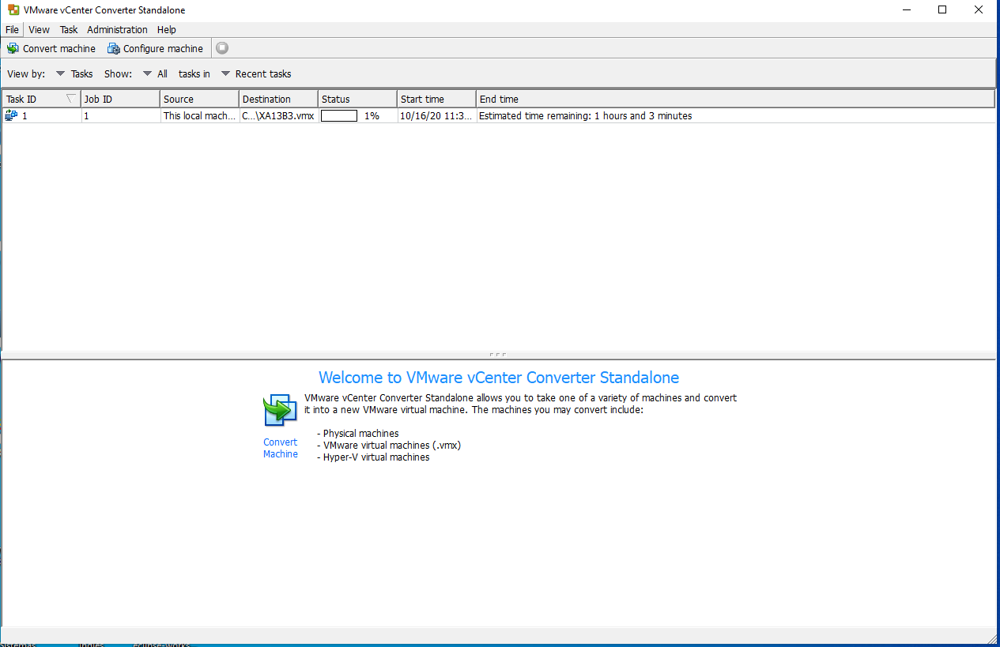 VMware vCenter Converter Standalone
File View Task Administration Help
Convert machine Configure machine
View by: Tasks Show: All tasks in Recent tasks
Task ID Job ID Source Destination Status Start time End time
1 1 This local mach... C...\XA13B3.vmx 1% 10/16/20 11:3... Estimated time remaining: 1 hours and 3 minutes
Welcome to VMware vCenter Converter Standalone
VMware vCenter Converter Standalone allows you to take one of a variety of machines and convert
it into a new VMware virtual machine. The machines you may convert include:
Convert
Machine
- Physical machines
- VMware virtual machines (.vmx)
- Hyper-V virtual machines
sistemas ingles eclipse-works